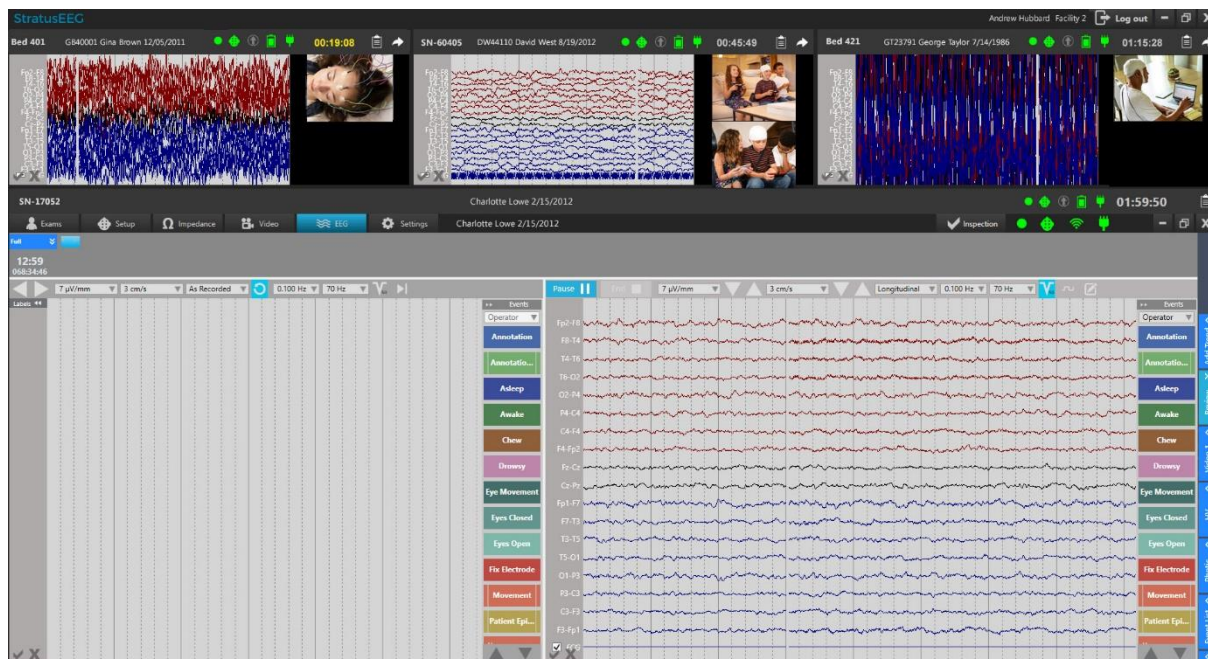 StratusEEG
Andrew Hubbard Facility 2 Log out
Bed 401 GB40001 Gina Brown 12/05/2011 00:19:08
SN-60405 DW44110 David West 8/19/2012 00:45:49
Bed 421 GT23791 George Taylor 7/14/1986 01:15:28
SN-17052 Charlotte Lowe 2/15/2012 01:59:50
Exams Setup Impedance Video EEG Settings Charlotte Lowe 2/15/2012 Inspection
Full
12:59
068:34:46
7 µV/mm 3 cm/s As Recorded 0.100 Hz 70 Hz
Labels
Events
Operator
Annotation
Annotatio...
Asleep
Awake
Chew
Drowsy
Eye Movement
Eyes Closed
Eyes Open
Fix Electrode
Movement
Patient Epi...
Pause 7 µV/mm 3 cm/s Longitudinal 0.100 Hz 70 Hz
Fp2-F8
F8-T4
T4-T6
T6-O2
O2-P4
P4-C4
C4-F4
F4-Fp2
Fz-Cz
Cz-Pz
Fp1-F7
F7-T3
T3-T5
T5-O1
O1-P3
P3-C3
C3-F3
F3-Fp1
EEG
Events
Operator
Annotation
Annotatio...
Asleep
Awake
Chew
Drowsy
Eye Movement
Eyes Closed
Eyes Open
Fix Electrode
Movement
Patient Epi...